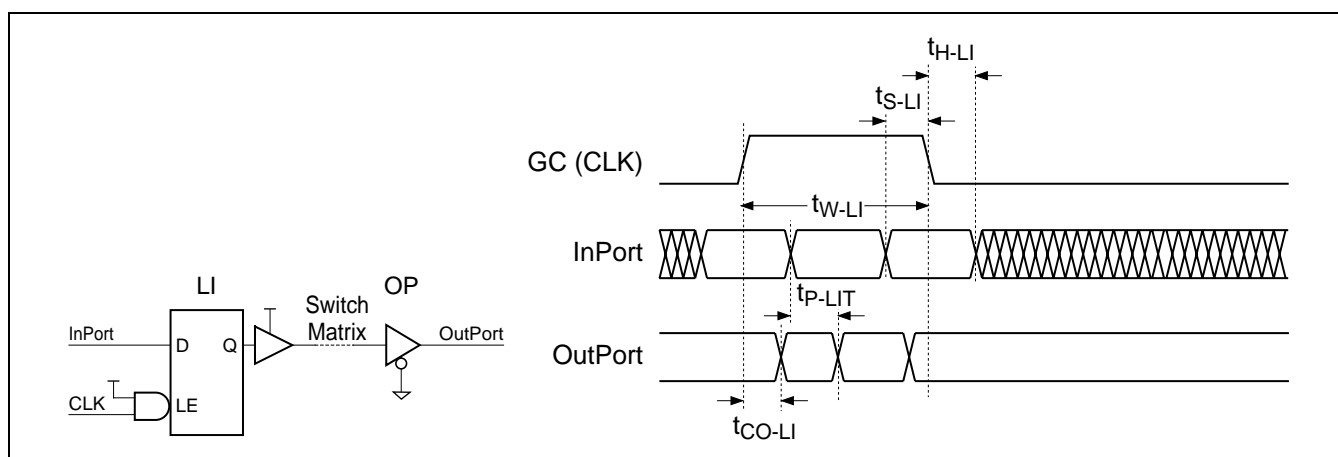 LI
OP
Switch
Matrix
InPort
D
Q
OutPort
CLK
LE
tH-LI
tS-LI
GC (CLK)
tW-LI
InPort
tP-LIT
OutPort
tCO-LI